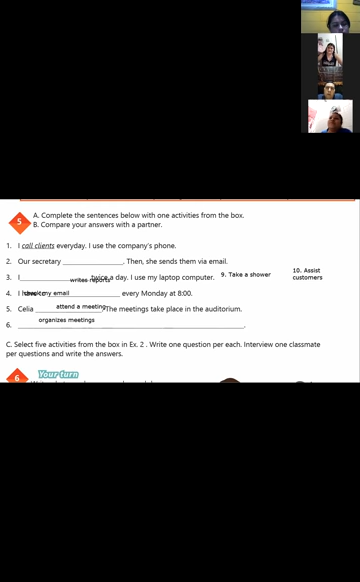 5
A. Complete the sentences below with one activities from the box.
B. Compare your answers with a partner.
1. I call clients everyday. I use the company's phone.
2. Our secretary ______________. Then, she sends them via email.
writes reports
3. I__________________ twice a day. I use my laptop computer.
9. Take a shower
10. Assist
customers
4. I ______________________ every Monday at 8:00.
check my email
5. Celia __________________. The meetings take place in the auditorium.
attend a meeting
6. ______________________________________________________.
organizes meetings
C. Select five activities from the box in Ex. 2 . Write one question per each. Interview one classmate
per questions and write the answers.
6
Your turn